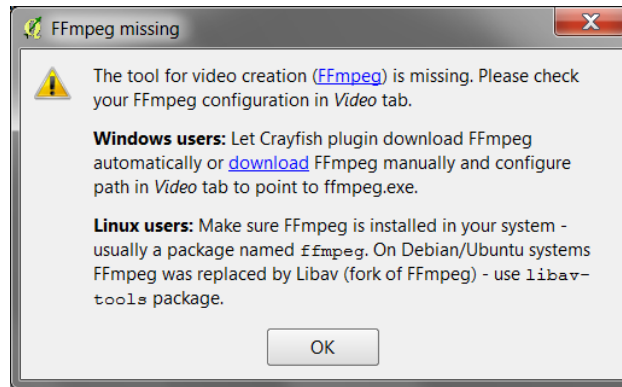 FFmpeg missing
The tool for video creation (FFmpeg) is missing. Please check
your FFmpeg configuration in Video tab.
Windows users: Let Crayfish plugin download FFmpeg
automatically or download FFmpeg manually and configure
path in Video tab to point to ffmpeg.exe.
Linux users: Make sure FFmpeg is installed in your system -
usually a package named ffmpeg. On Debian/Ubuntu systems
FFmpeg was replaced by Libav (fork of FFmpeg) - use libav-
tools package.
OK